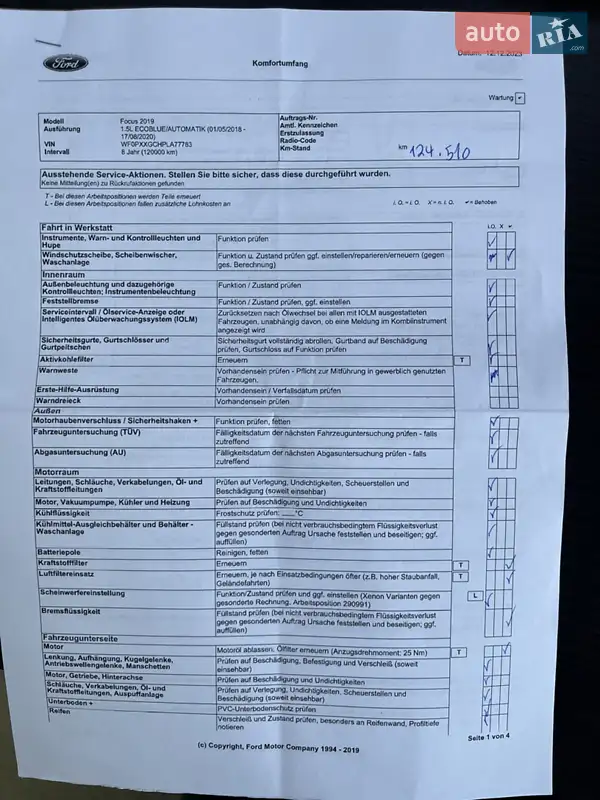 auto RIA .com
Datum: 12.12.2023
Ford
Komfortumfang
Wartung
Modell Focus 2019
Ausführung 1.5L ECOBLUE/AUTOMATIK (01/05/2018 -
17/08/2020)
VIN WF0PXXGCHPLA77783
Intervall 8 Jahr (120000 km)
Auftrags-Nr.
Amtl. Kennzeichen
Erstzulassung
Radio-Code
Km-Stand km 124.510
Ausstehende Service-Aktionen. Stellen Sie bitte sicher, dass diese durchgeführt wurden.
Keine Mitteilung(en) zu Rückrufaktionen gefunden
T - Bei diesen Arbeitspositionen werden Teile erneuert
L - Bei diesen Arbeitspositionen fallen zusätzliche Lohnkosten an
i.O. = i. O. X = n. i. O. ✔= Behoben
Fahrt in Werkstatt i.O. X ✔
Instrumente, Warn- und Kontrollleuchten und
Hupe
Funktion prüfen
Windschutzscheibe, Scheibenwischer,
Waschanlage
Funktion u. Zustand prüfen ggf. einstellen/reparieren/erneuern (gegen
ges. Berechnung)
Innenraum
Außenbeleuchtung und dazugehörige
Kontrollleuchten; Instrumentenbeleuchtung
Funktion / Zustand prüfen
Feststellbremse Funktion / Zustand prüfen, ggf. einstellen
Serviceintervall / Ölservice-Anzeige oder
Intelligentes Ölüberwachungssystem (IOLM)
Zurücksetzen nach Ölwechsel bei allen mit IOLM ausgestatteten
Fahrzeugen, unabhängig davon, ob eine Meldung im Kombiinstrument
angezeigt wird
Sicherheitsgurte, Gurtschlösser und
Gurtpeitschen
Sicherheitsgurt vollständig abrollen, Gurtband auf Beschädigung
prüfen, Gurtschloss auf Funktion prüfen
Aktivkohlefilter Erneuern T
Warnweste Vorhandensein prüfen - Pflicht zur Mitführung in gewerblich genutzten
Fahrzeugen.
Erste-Hilfe-Ausrüstung Vorhandensein / Verfallsdatum prüfen
Warndreieck Vorhandensein prüfen
Außen
Motorhaubenverschluss / Sicherheitshaken + Funktion prüfen, fetten
Fahrzeuguntersuchung (TÜV) Fälligkeitsdatum der nächsten Fahrzeuguntersuchung prüfen - falls
zutreffend
Abgasuntersuchung (AU) Fälligkeitsdatum der nächsten Abgasuntersuchung prüfen - falls
zutreffend
Motorraum
Leitungen, Schläuche, Verkabelungen, Öl- und
Kraftstoffleitungen
Prüfen auf Verlegung, Undichtigkeiten, Scheuerstellen und
Beschädigung (soweit einsehbar)
Motor, Vakuumpumpe, Kühler und Heizung Prüfen auf Beschädigung und Undichtigkeiten
Kühlflüssigkeit Frostschutz prüfen: ___°C
Kühlmittel-Ausgleichbehälter und Behälter -
Waschanlage
Füllstand prüfen (bei nicht verbrauchsbedingtem Flüssigkeitsverlust
gegen gesonderten Auftrag Ursache feststellen und beseitigen; ggf.
auffüllen)
Batteriepole Reinigen, fetten
Kraftstofffilter Erneuern T
Luftfiltereinsatz Erneuern, je nach Einsatzbedingungen öfter (z.B. hoher Staubanfall, T
Geländefahrten)
Scheinwerfereinstellung Funktion/Zustand prüfen und ggf. einstellen (Xenon Varianten gegen L
gesonderte Rechnung, Arbeitsposition 290991)
Bremsflüssigkeit Füllstand prüfen (bei nicht verbrauchsbedingtem Flüssigkeitsverlust
gegen gesonderten Auftrag Ursache feststellen und beseitigen; ggf.
auffüllen)
Fahrzeugunterseite
Motor Motoröl ablassen, Ölfilter erneuern (Anzugsdrehmoment: 25 Nm) T
Lenkung, Aufhängung, Kugelgelenke,
Antriebswellengelenke, Manschetten
Prüfen auf Beschädigung, Befestigung und Verschleiß (soweit
einsehbar)
Motor, Getriebe, Hinterachse Prüfen auf Beschädigung und Undichtigkeiten
Schläuche, Verkabelungen, Öl- und
Kraftstoffleitungen, Auspuffanlage
Prüfen auf Verlegung, Undichtigkeiten, Scheuerstellen und
Beschädigung (soweit einsehbar)
Unterboden + PVC-Unterbodenschutz prüfen
Reifen Verschleiß und Zustand prüfen, besonders an Reifenwand, Profiltiefe
notieren
Seite 1 von 4
(c) Copyright, Ford Motor Company 1994 - 2019